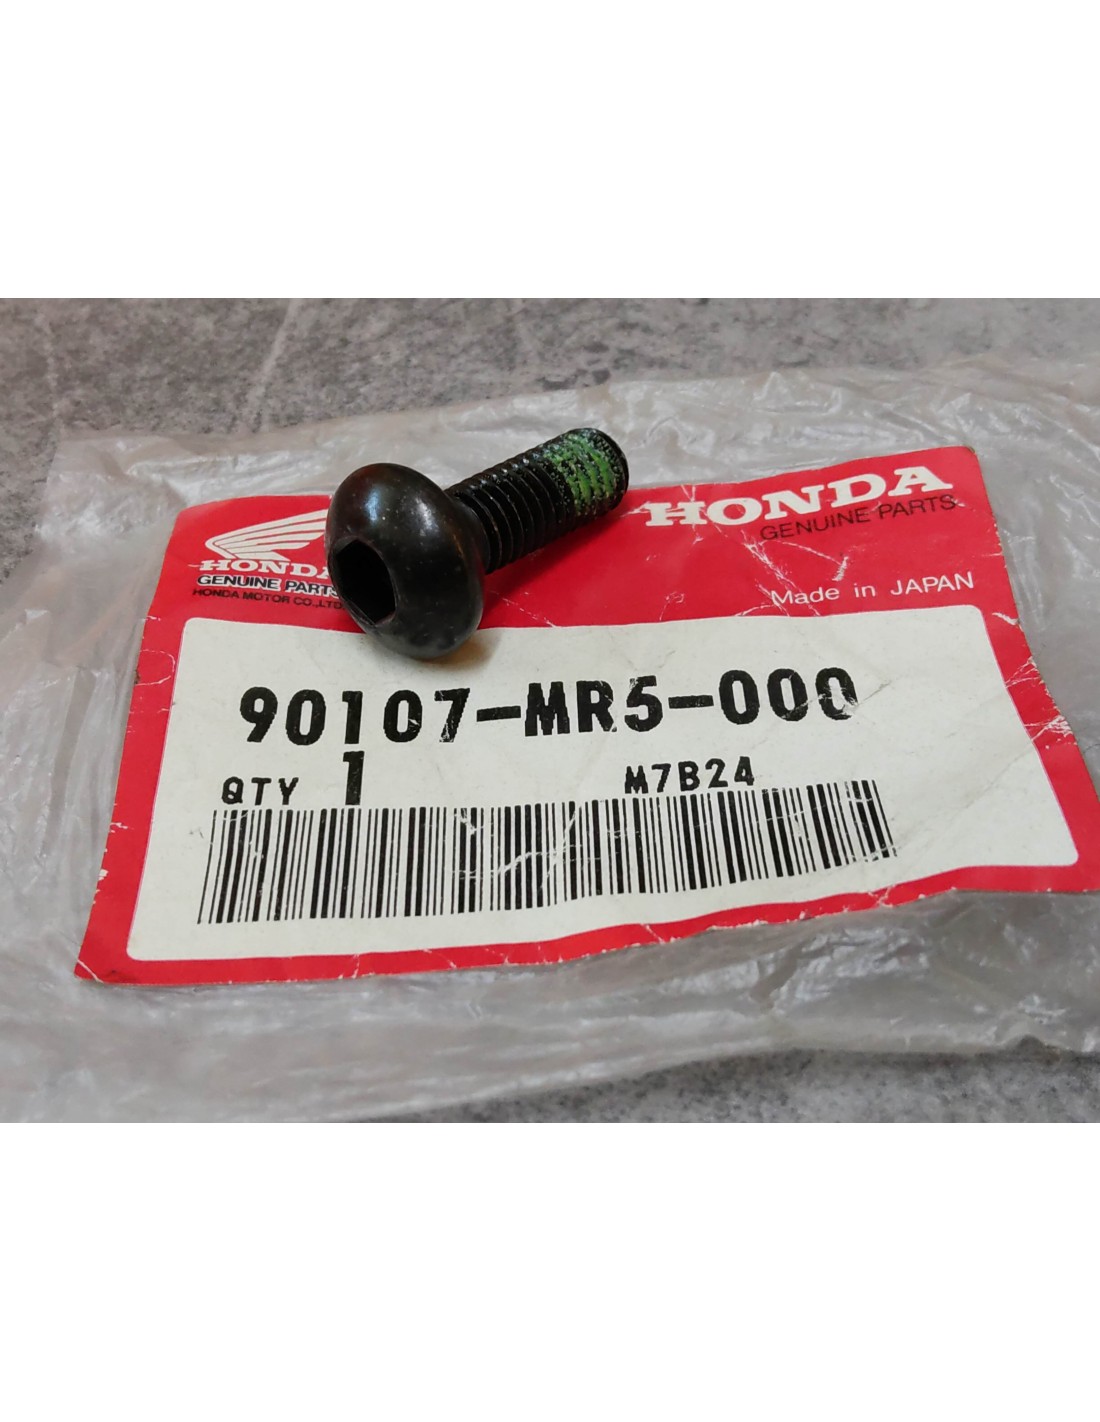 HONDA
GENUINE PARTS
HONDA
GENUINE PARTS
HONDA MOTOR CO.,LTD.
Made in JAPAN
90107-MR5-000
QTY 1 M7B24